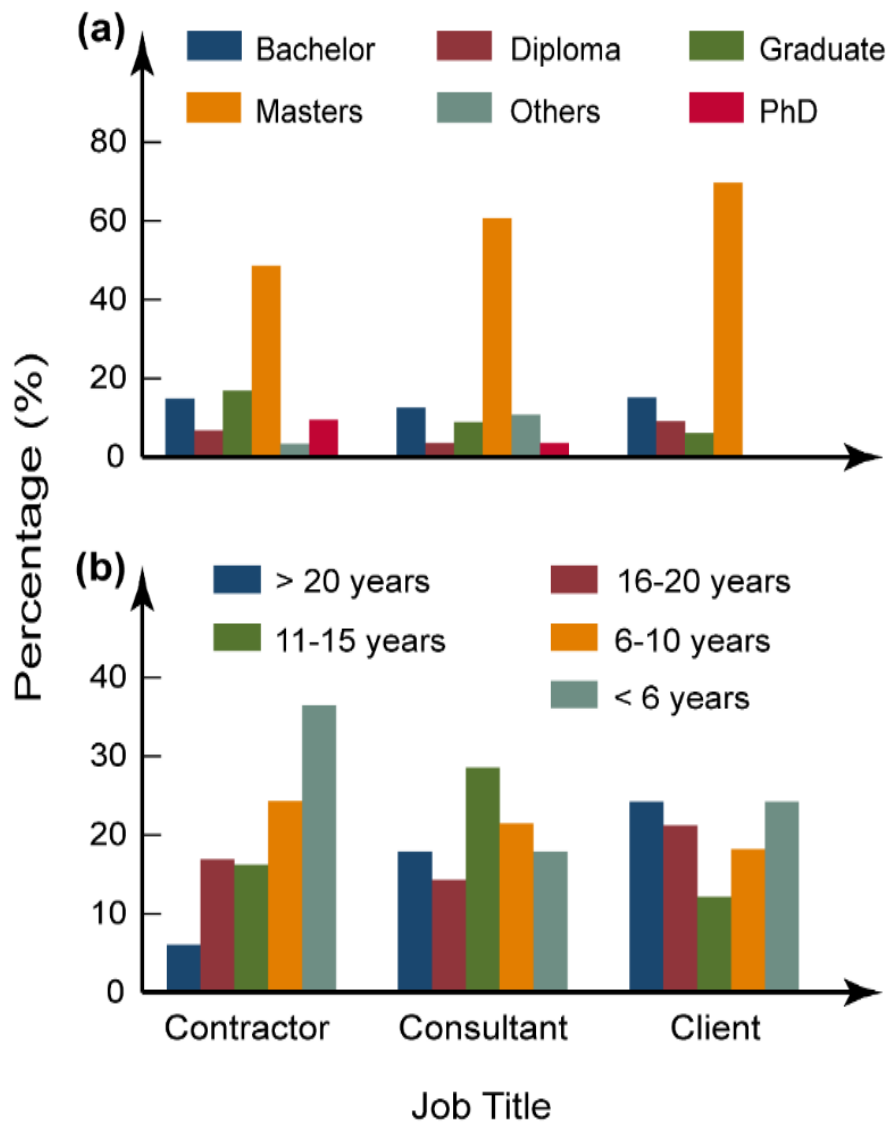 (a)
Bachelor Diploma Graduate
Masters Others PhD
80
60
40
20
0
Percentage (%)
(b)
> 20 years 16-20 years
11-15 years 6-10 years
< 6 years
40
30
20
10
0
Contractor Consultant Client
Job Title